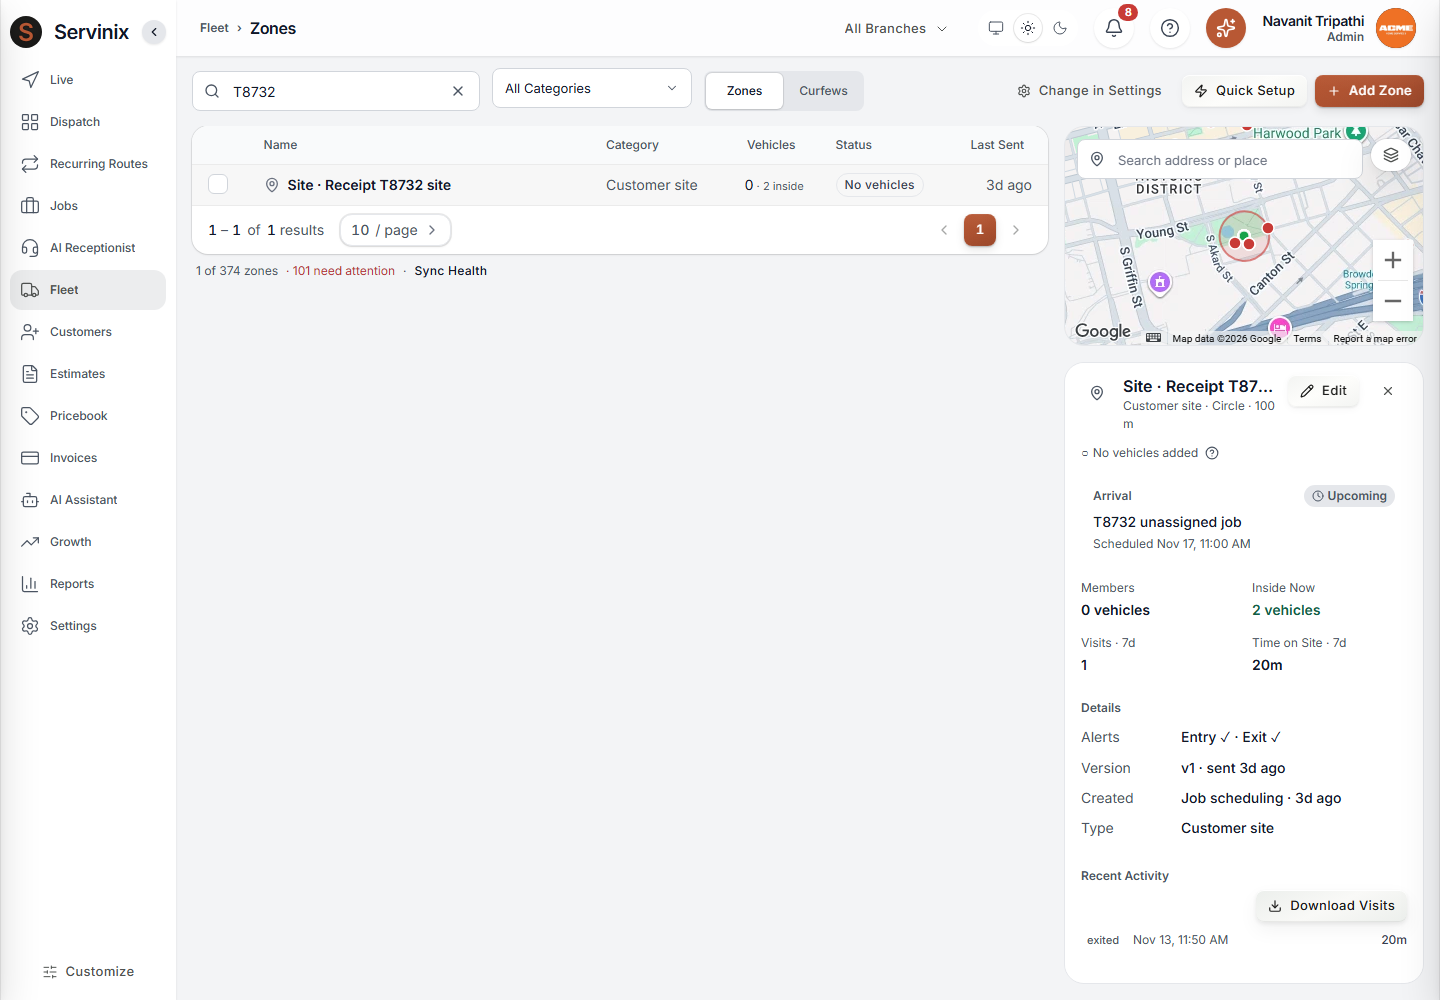 Servinix
Live
Dispatch
Recurring Routes
Jobs
AI Receptionist
Fleet
Customers
Estimates
Pricebook
Invoices
AI Assistant
Growth
Reports
Settings
Customize
Fleet › Zones
All Branches
8
Navanit Tripathi
Admin
ACME
T8732
All Categories
Zones
Curfews
Change in Settings
Quick Setup
Add Zone
Name
Category
Vehicles
Status
Last Sent
Site · Receipt T8732 site
Customer site
0 · 2 inside
No vehicles
3d ago
1 – 1 of 1 results
10 / page
1
1 of 374 zones · 101 need attention · Sync Health
Harwood Park
Search address or place
DISTRICT
Young St
S Akard St
S Griffin St
Canton St
Google
Map data ©2026 Google
Terms
Report a map error
Site · Receipt T87...
Edit
Customer site · Circle · 100
m
No vehicles added
Arrival
Upcoming
T8732 unassigned job
Scheduled Nov 17, 11:00 AM
Members
Inside Now
0 vehicles
2 vehicles
Visits · 7d
Time on Site · 7d
1
20m
Details
Alerts
Entry ✓ · Exit ✓
Version
v1 · sent 3d ago
Created
Job scheduling · 3d ago
Type
Customer site
Recent Activity
Download Visits
exited
Nov 13, 11:50 AM
20m